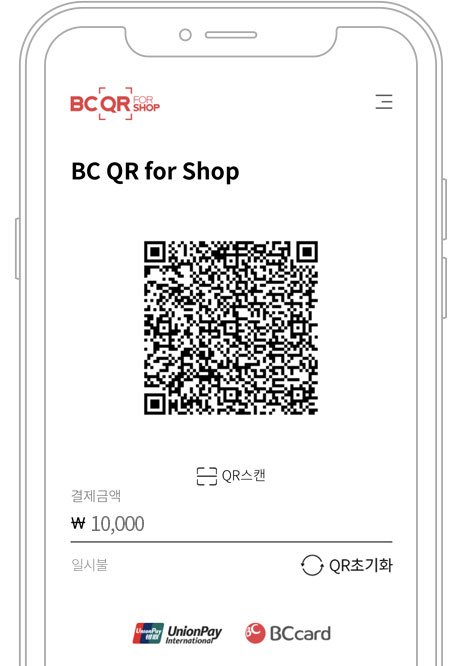 BC QR FOR SHOP
BC QR for Shop
QR스캔
결제금액
₩ 10,000
일시불
QR초기화
UnionPay 银联 UnionPay International
BC BCcard